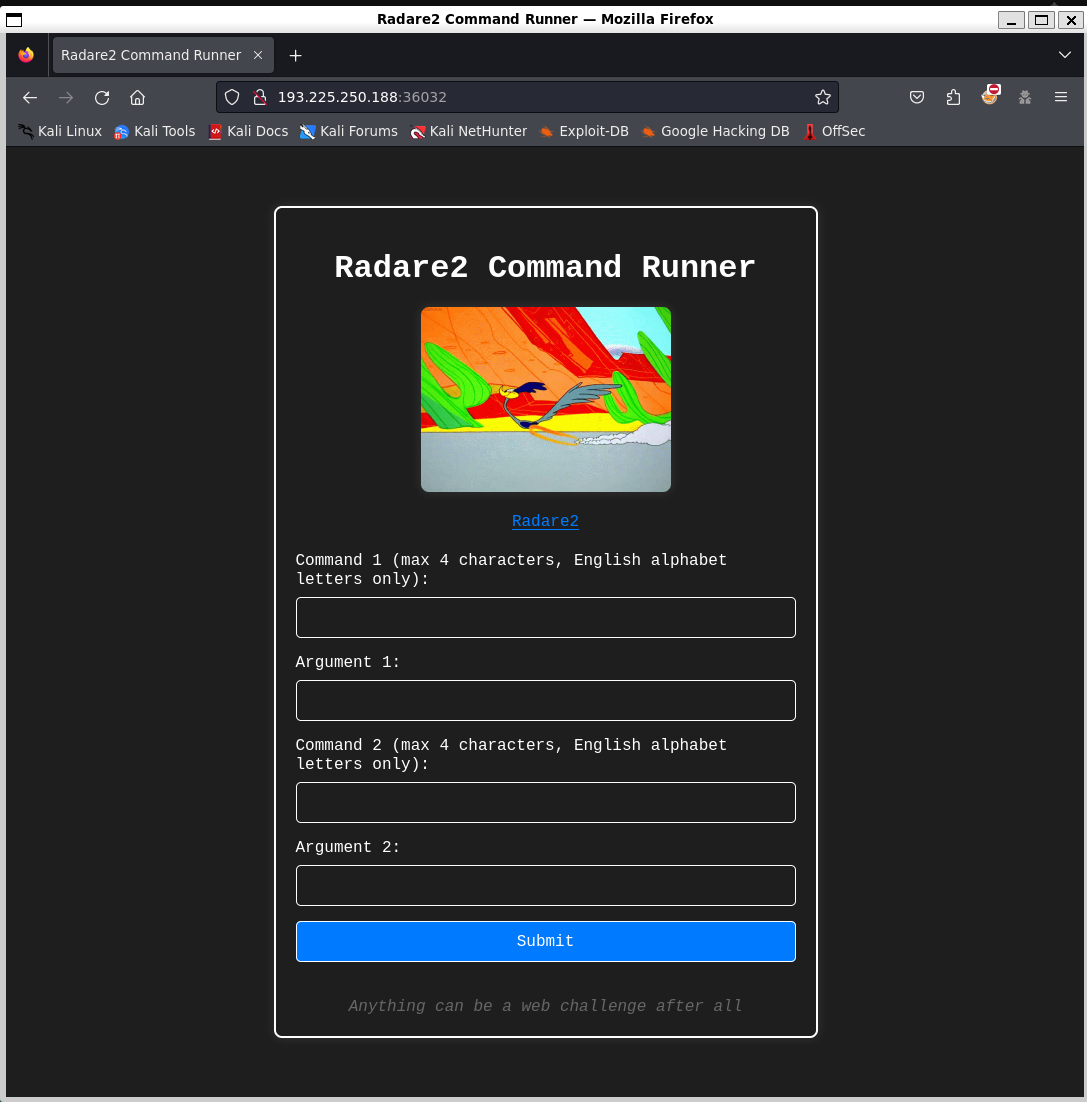 Radare2 Command Runner — Mozilla Firefox
Radare2 Command Runner
193.225.250.188:36032
Kali Linux Kali Tools Kali Docs Kali Forums Kali NetHunter Exploit-DB Google Hacking DB OffSec
Radare2 Command Runner
Radare2
Command 1 (max 4 characters, English alphabet
letters only):
Argument 1:
Command 2 (max 4 characters, English alphabet
letters only):
Argument 2:
Submit
Anything can be a web challenge after all